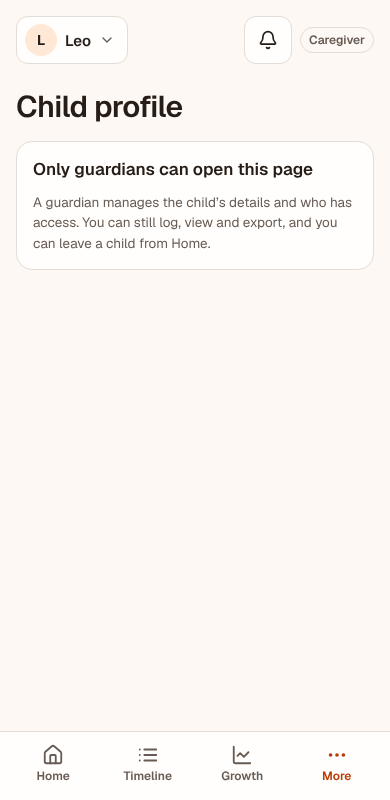 L Leo
Caregiver
Child profile
Only guardians can open this page
A guardian manages the child's details and who has
access. You can still log, view and export, and you
can leave a child from Home.
Home Timeline Growth More